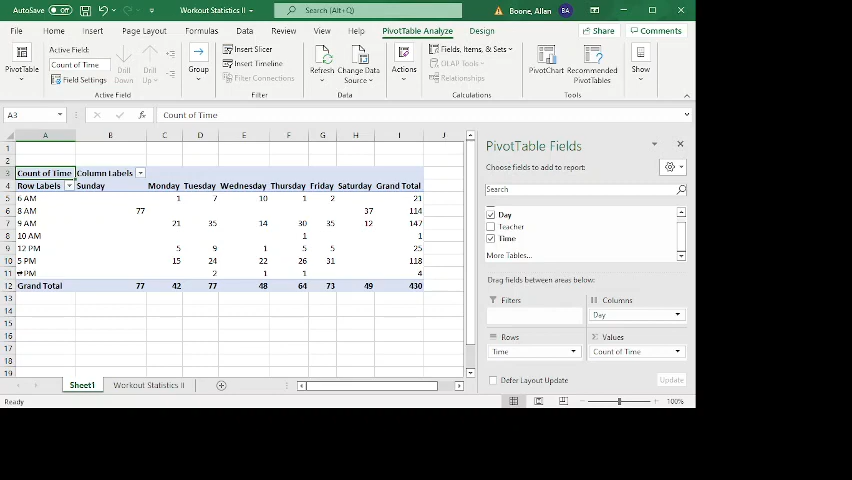 AutoSave Off Workout Statistics II Search (Alt+Q) Boone, Allan BA
File Home Insert Page Layout Formulas Data Review View Help PivotTable Analyze Design Share Comments
PivotTable Active Field: Count of Time Field Settings Drill Down Drill Up Group Insert Slicer Insert Timeline Filter Connections Refresh Change Data Source Actions Fields, Items, & Sets OLAP Tools Relationships PivotChart Recommended PivotTables Show
Active Field Filter Data Calculations Tools
A3 fx Count of Time
A B C D E F G H I J
1
2
3 Count of Time Column Labels
4 Row Labels Sunday Monday Tuesday Wednesday Thursday Friday Saturday Grand Total
5 6 AM 1 7 10 1 2 21
6 8 AM 77 37 114
7 9 AM 21 35 14 30 35 12 147
8 10 AM 1 1
9 12 PM 5 9 1 5 5 25
10 5 PM 15 24 22 26 31 118
11 PM 2 1 1 4
12 Grand Total 77 42 77 48 64 73 49 430
13
14
15
16
17
18
19
Sheet1 Workout Statistics II
Ready 100%
PivotTable Fields
Choose fields to add to report:
Search
Day
Teacher
Time
More Tables...
Drag fields between areas below:
Filters Columns
Day
Rows Values
Time Count of Time
Defer Layout Update Update